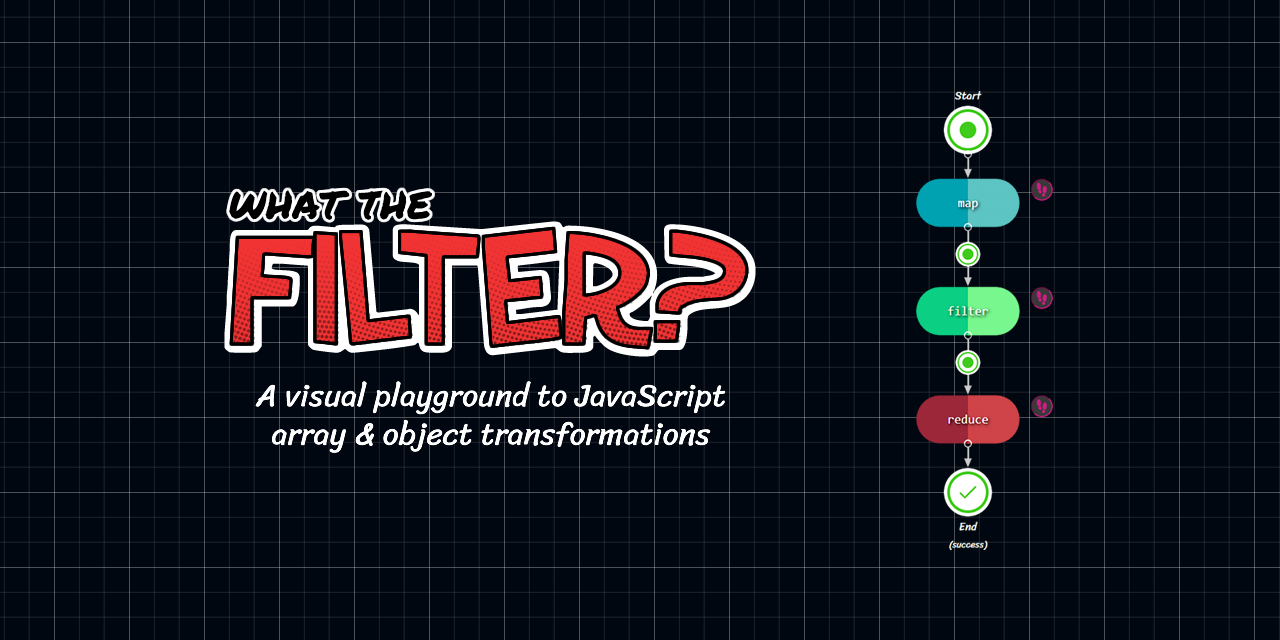 WHAT THE
FILTER?
A visual playground to JavaScript
array & object transformations
Start
map
filter
reduce
End
(success)